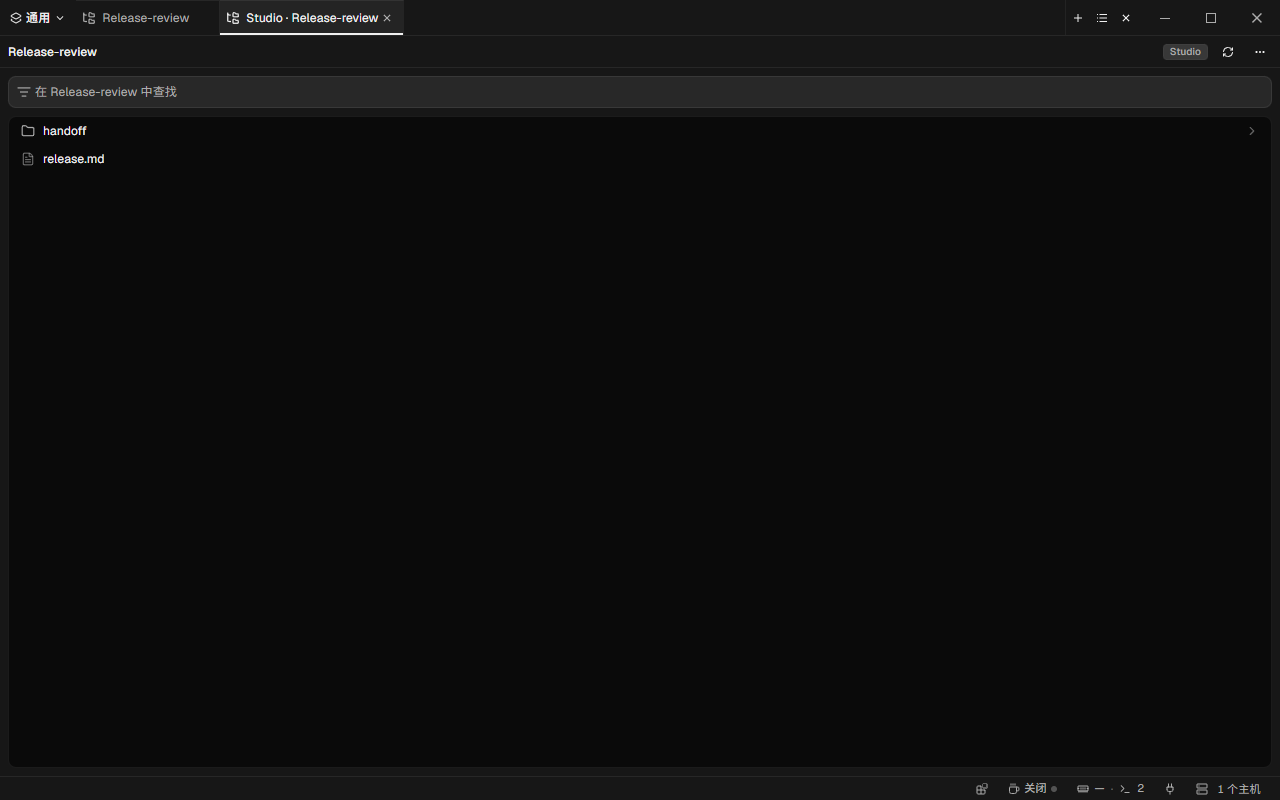 通用 Release-review Studio · Release-review
Release-review Studio
在 Release-review 中查找
handoff
release.md
关闭 — · 2 1 个主机